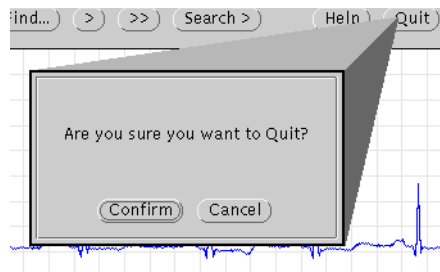 Find...) > >> Search > Help Quit
Are you sure you want to Quit?
Confirm Cancel